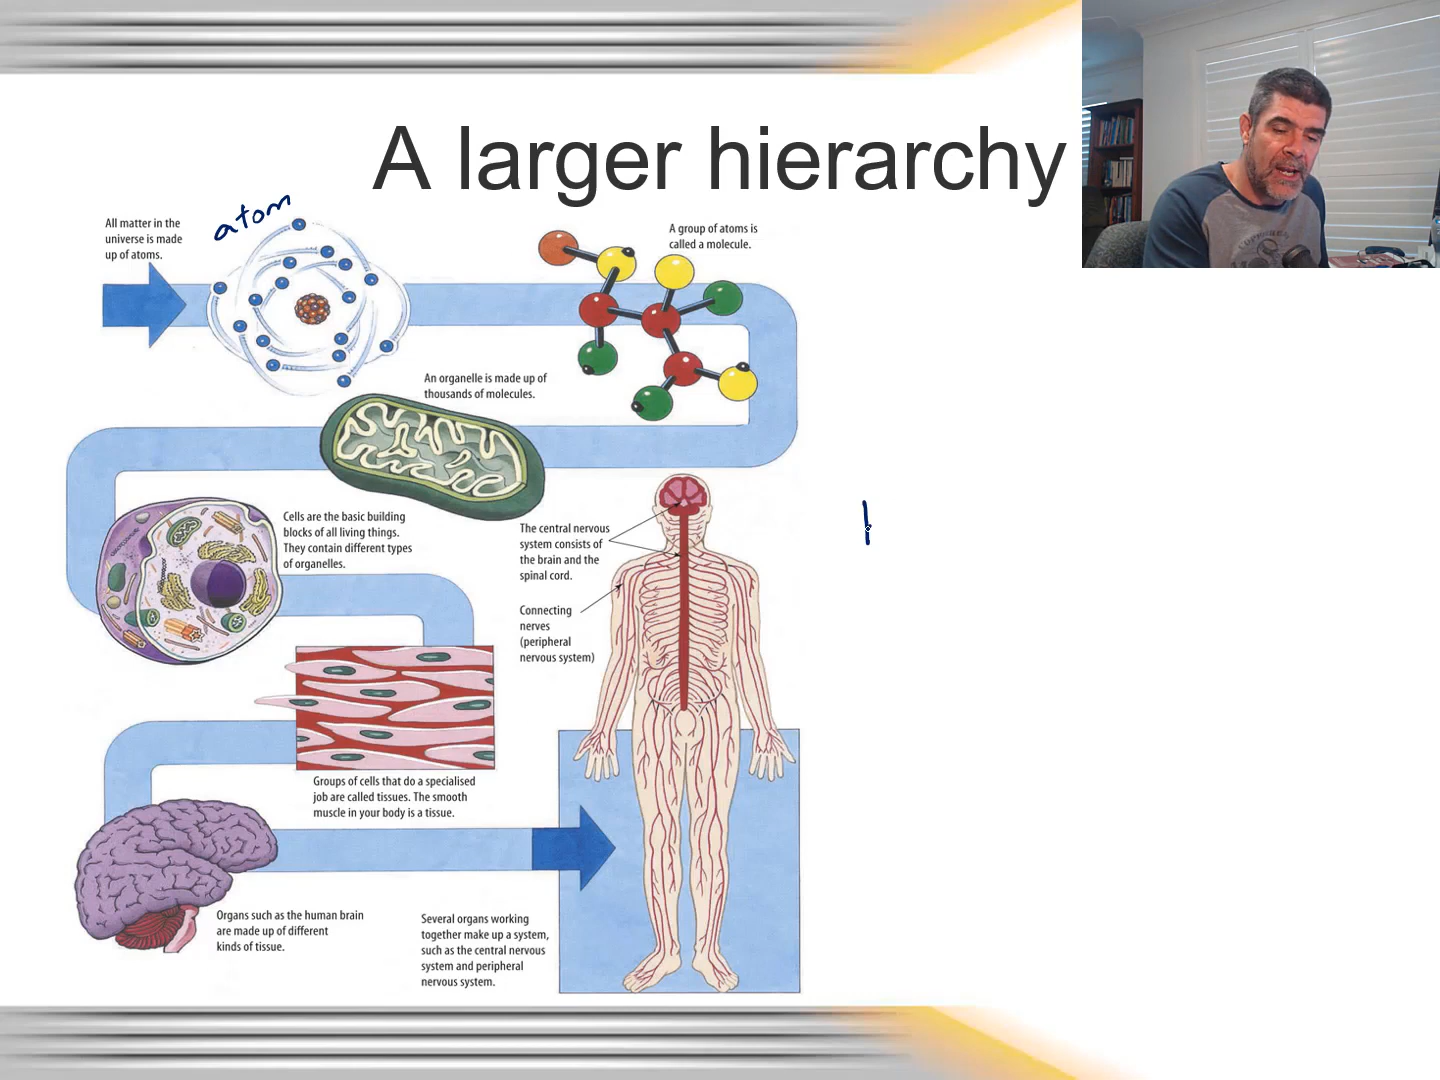 A larger hierarchy
atom
All matter in the
universe is made
up of atoms.
A group of atoms is
called a molecule.
An organelle is made up of
thousands of molecules.
Cells are the basic building
blocks of all living things.
They contain different types
of organelles.
The central nervous
system consists of
the brain and the
spinal cord.
Connecting
nerves
(peripheral
nervous system)
Groups of cells that do a specialised
job are called tissues. The smooth
muscle in your body is a tissue.
Organs such as the human brain
are made up of different
kinds of tissue.
Several organs working
together make up a system,
such as the central nervous
system and peripheral
nervous system.